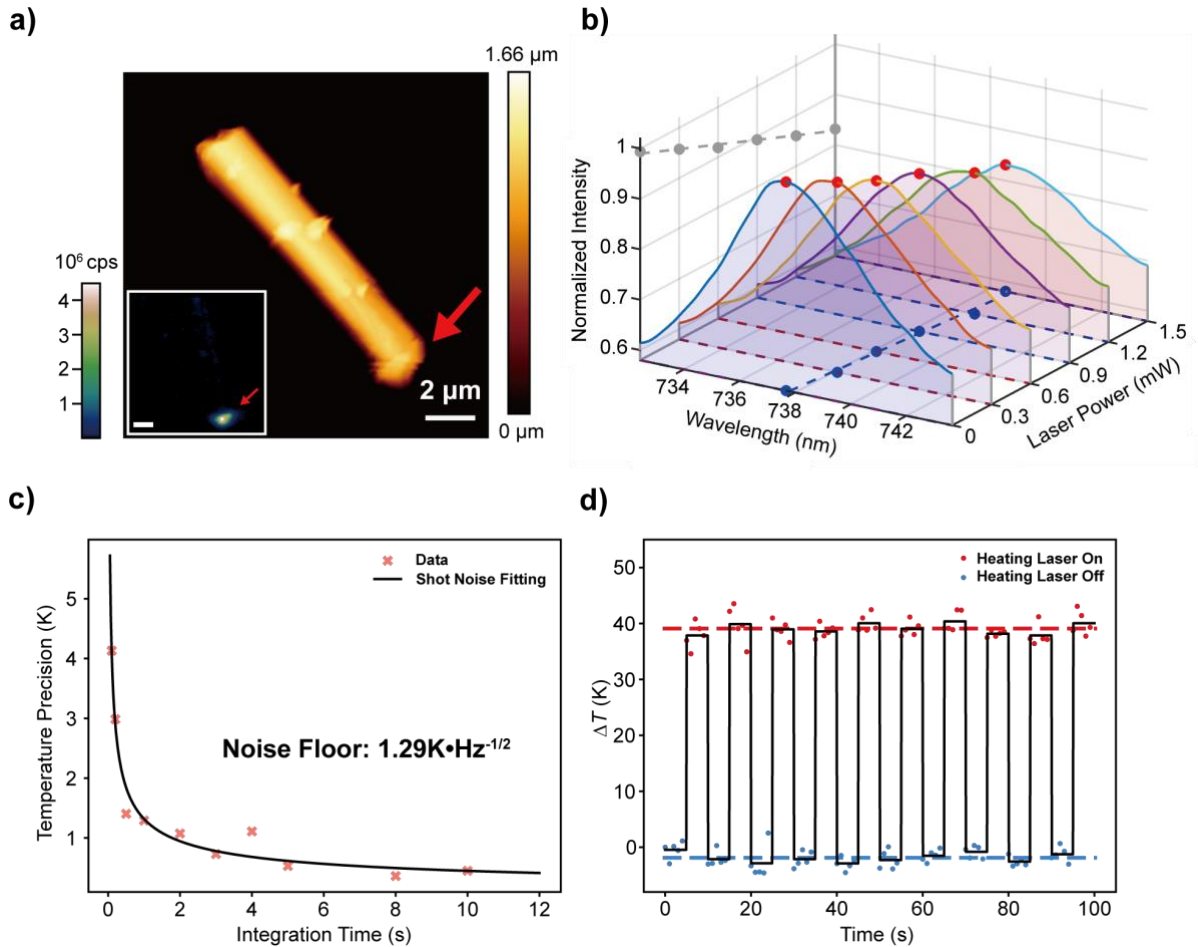 a)
1.66 µm
10⁶ cps
4
3
2
1
2 µm
0 µm
b)
Normalized Intensity
1
0.9
0.8
0.7
0.6
734
736
738
740
742
Wavelength (nm)
0
0.3
0.6
0.9
1.2
1.5
Laser Power (mW)
c)
Temperature Precision (K)
5
4
3
2
1
Data
Shot Noise Fitting
Noise Floor: 1.29K•Hz⁻¹/²
0 2 4 6 8 10 12
Integration Time (s)
d)
ΔT (K)
50
40
30
20
10
0
Heating Laser On
Heating Laser Off
0 20 40 60 80 100
Time (s)